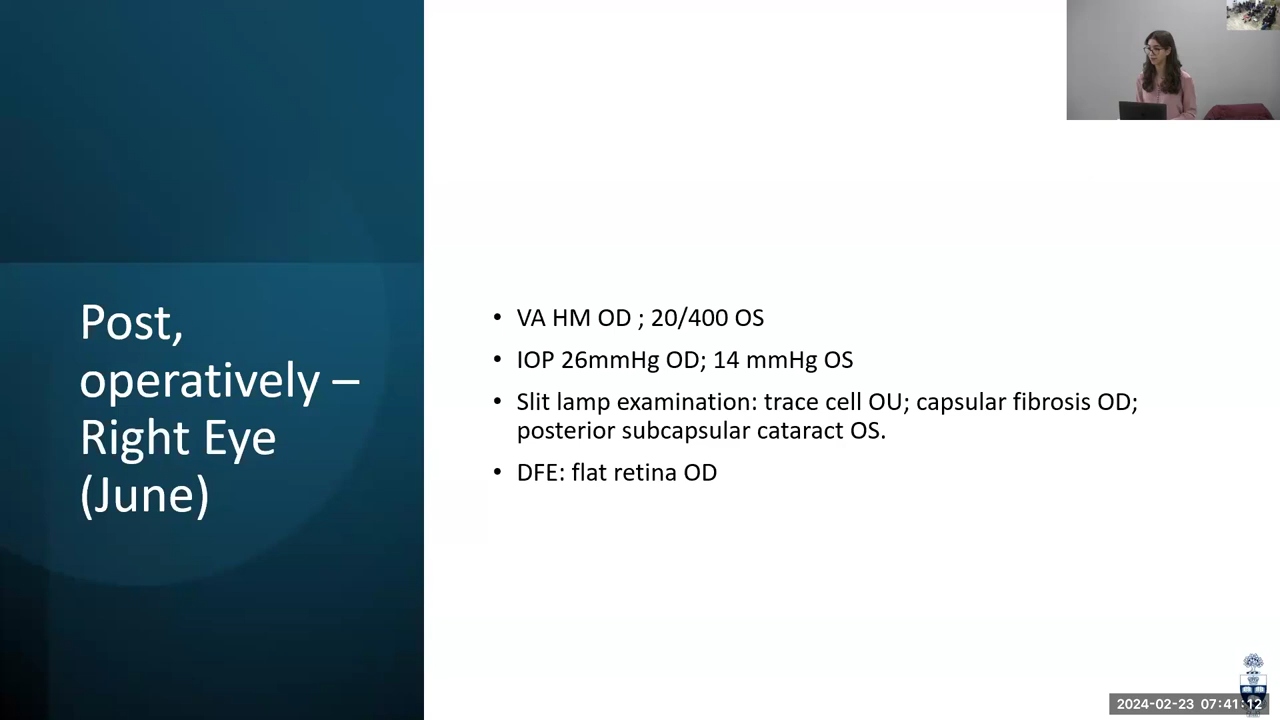 Post,
operatively –
Right Eye
(June)
• VA HM OD ; 20/400 OS
• IOP 26mmHg OD; 14 mmHg OS
• Slit lamp examination: trace cell OU; capsular fibrosis OD;
posterior subcapsular cataract OS.
• DFE: flat retina OD
2024-02-23 07:41:12